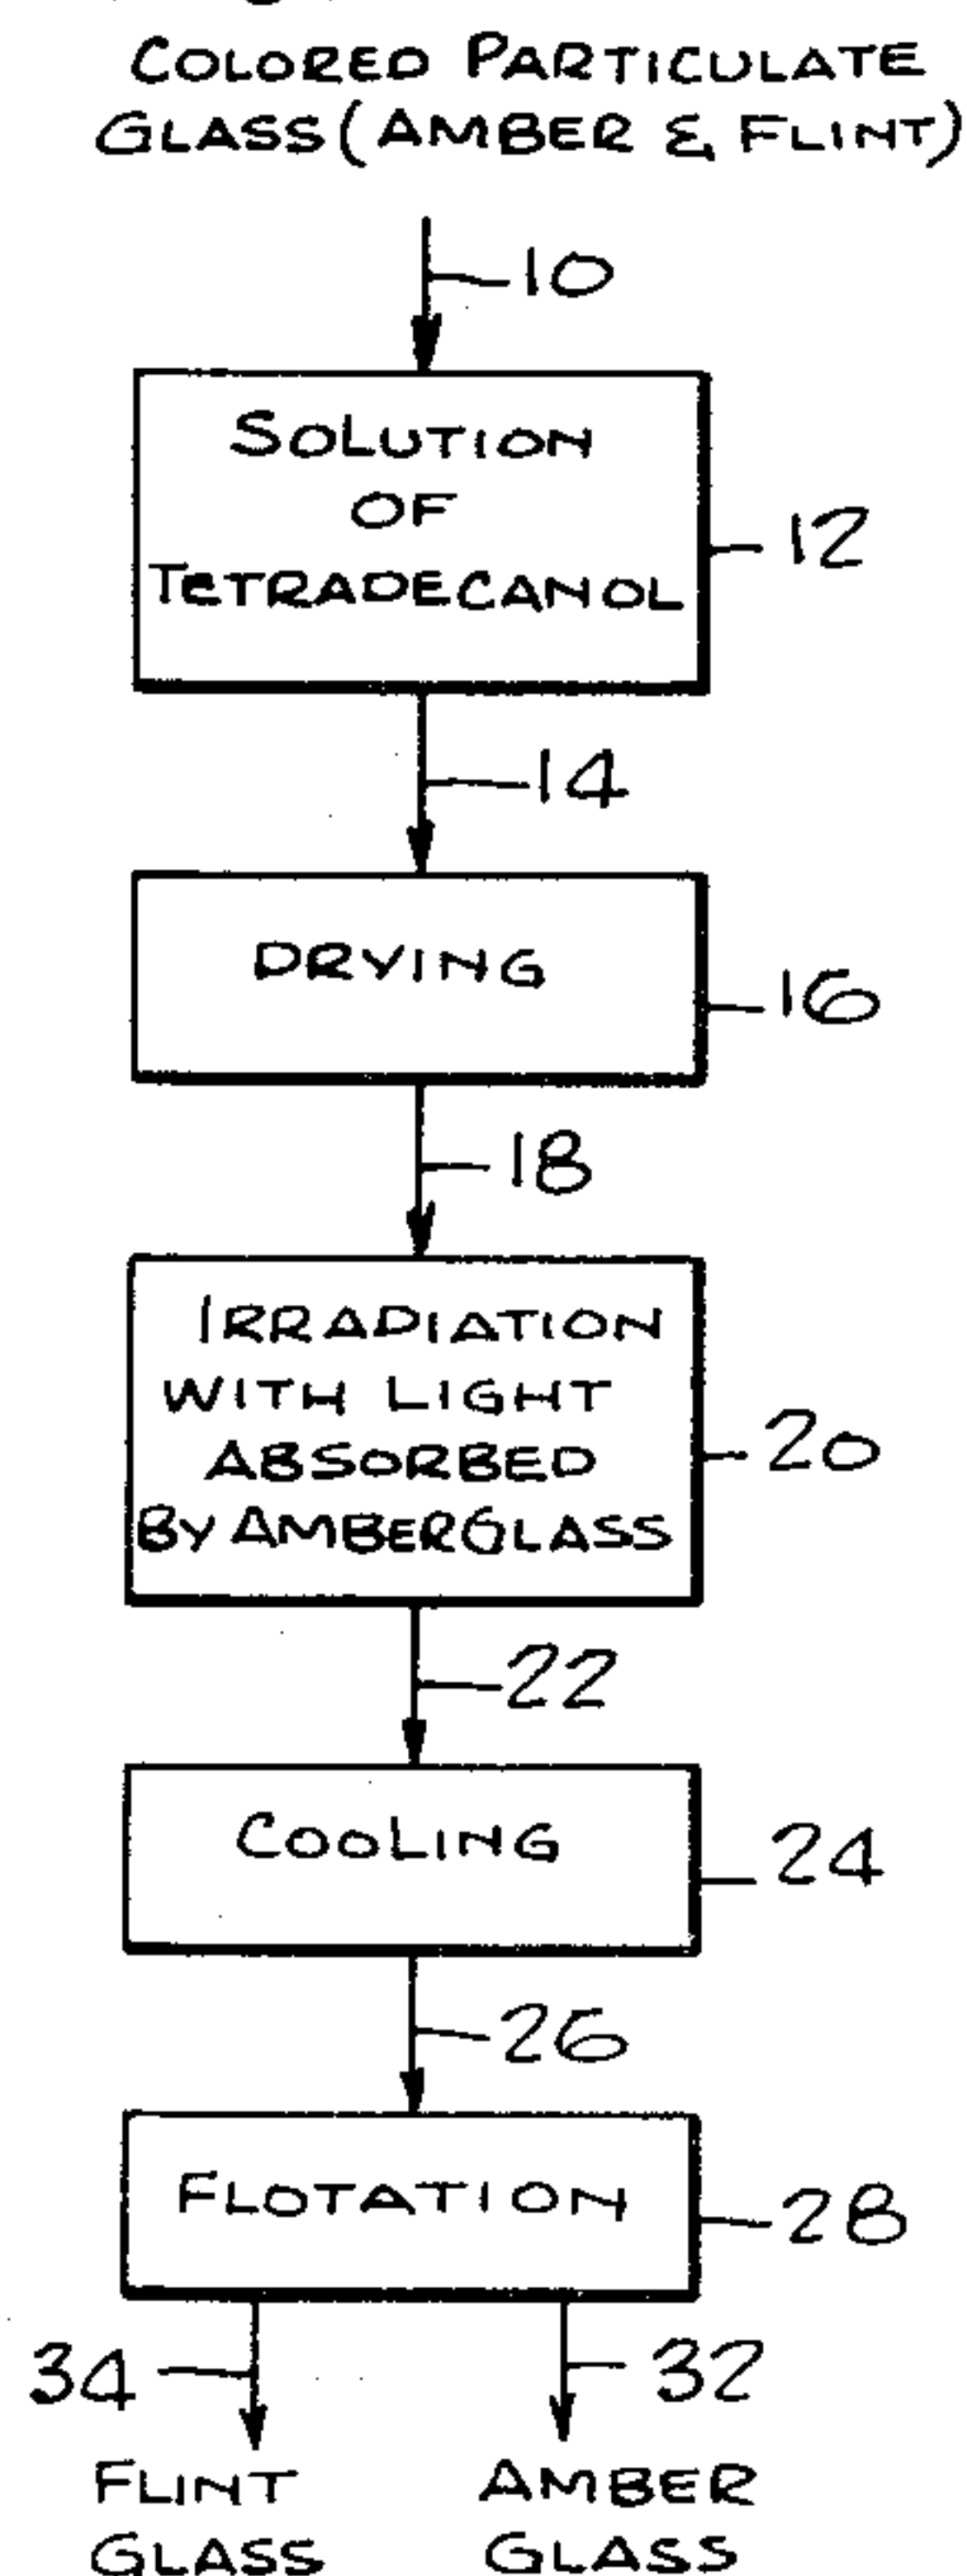 COLORED PARTICULATE
GLASS (AMBER & FLINT)
10
SOLUTION
OF
TETRADECANOL
12
14
DRYING
16
18
IRRADIATION
WITH LIGHT
ABSORBED
BY AMBER GLASS
20
22
COOLING
24
26
FLOTATION
28
34
32
FLINT
GLASS
AMBER
GLASS